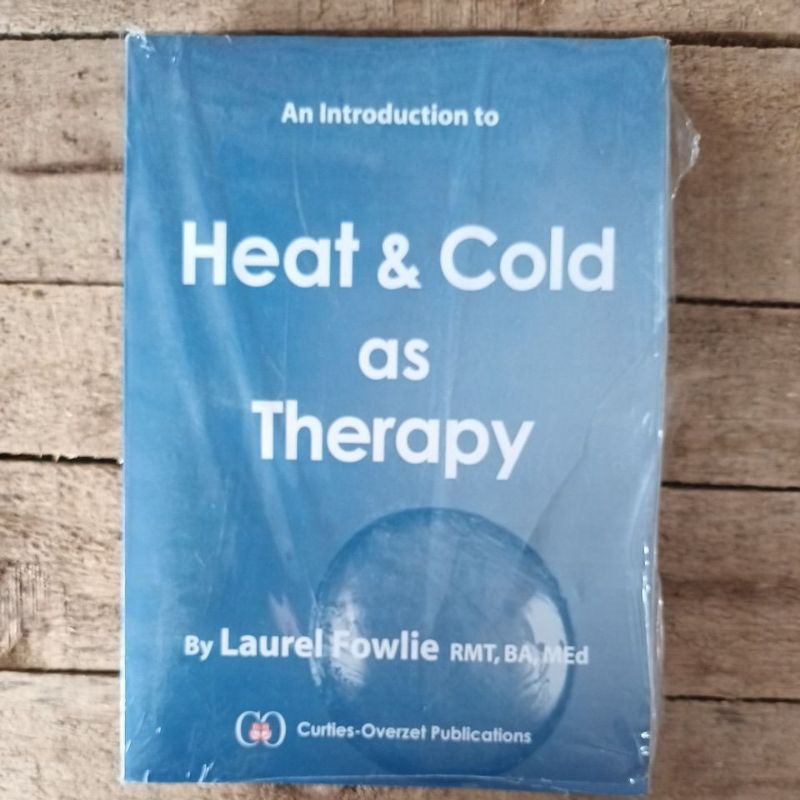 An Introduction to
Heat & Cold
as
Therapy
By Laurel Fowlie RMT, BA, MEd
Curties-Overzet Publications